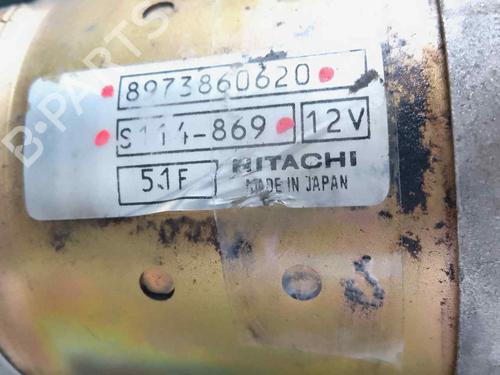 8973860620
S114-869 12V
51F HITACHI
MADE IN JAPAN
B-PARTS